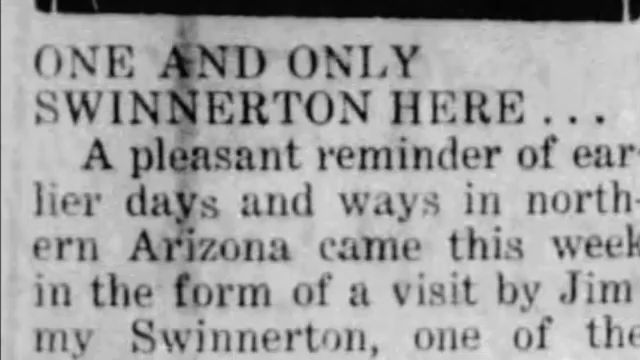 ONE AND ONLY
SWINNERTON HERE ...
A pleasant reminder of ear-
lier days and ways in north-
ern Arizona came this week
in the form of a visit by Jim
my Swinnerton, one of the